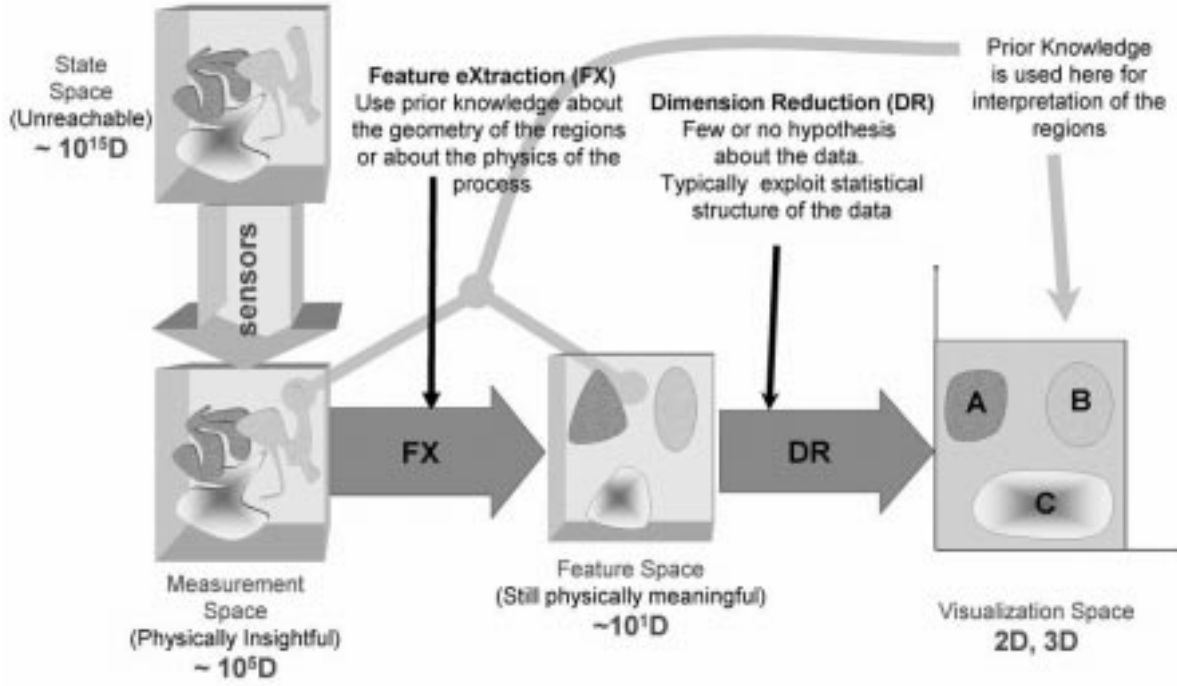 State
Space
(Unreachable)
~ 10¹⁵D
sensors
Feature eXtraction (FX)
Use prior knowledge about
the geometry of the regions
or about the physics of the
process
Dimension Reduction (DR)
Few or no hypothesis
about the data.
Typically exploit statistical
structure of the data
Prior Knowledge
is used here for
interpretation of the
regions
FX
DR
A
B
C
Measurement
Space
(Physically Insightful)
~ 10⁵D
Feature Space
(Still physically meaningful)
~10¹D
Visualization Space
2D, 3D